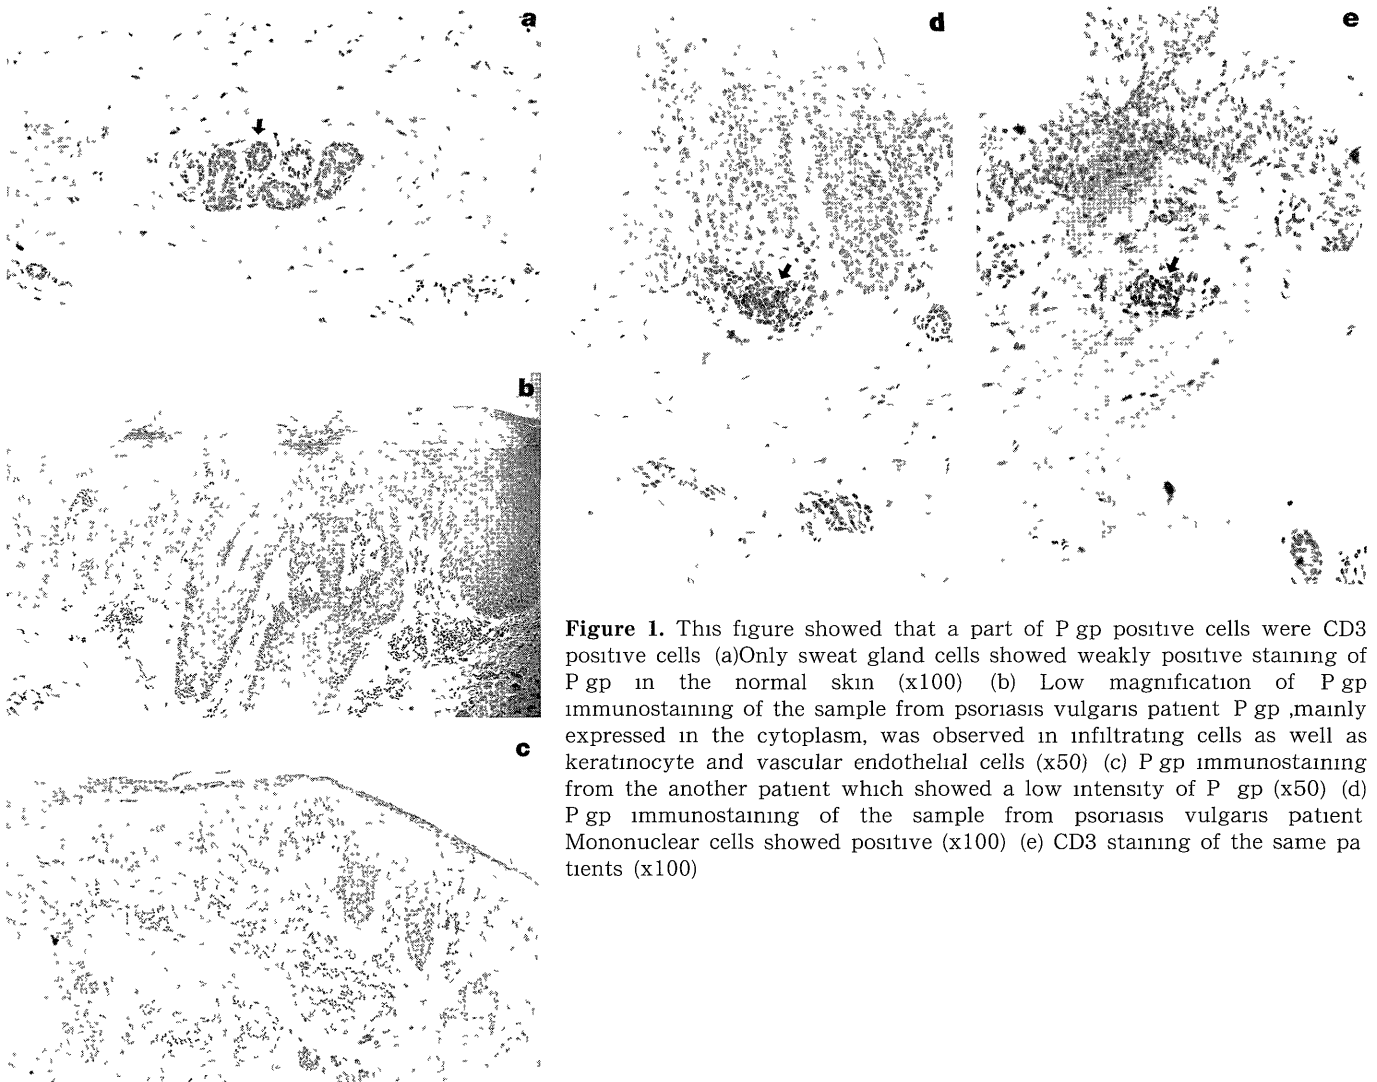 a
b
c
d
e
Figure 1. This figure showed that a part of P gp positive cells were CD3
positive cells (a)Only sweat gland cells showed weakly positive staining of
P gp in the normal skin (x100) (b) Low magnification of P gp
immunostaining of the sample from psoriasis vulgaris patient P gp ,mainly
expressed in the cytoplasm, was observed in infiltrating cells as well as
keratinocyte and vascular endothelial cells (x50) (c) P gp immunostaining
from the another patient which showed a low intensity of P gp (x50) (d)
P gp immunostaining of the sample from psoriasis vulgaris patient
Mononuclear cells showed positive (x100) (e) CD3 staining of the same pa
tients (x100)